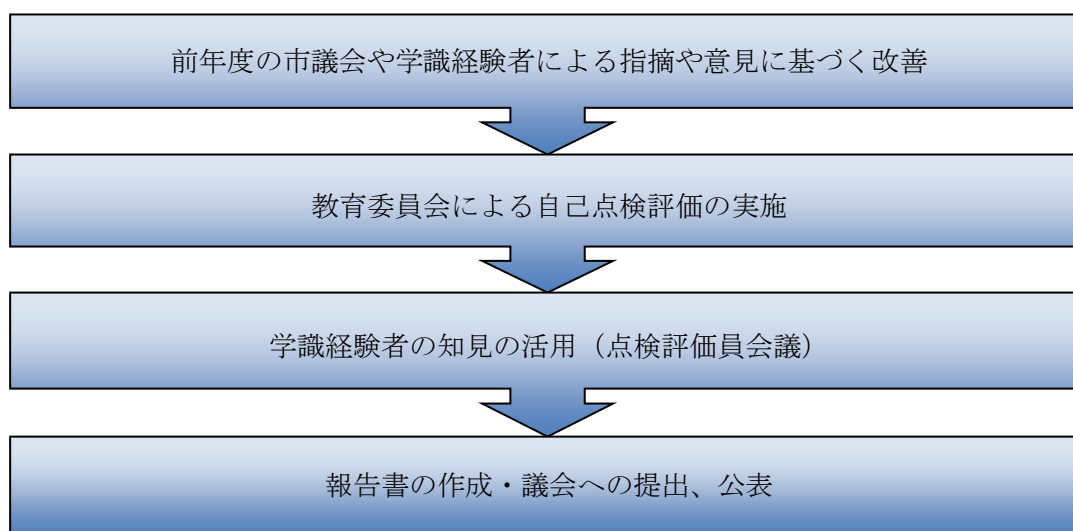 前年度の市議会や学識経験者による指摘や意見に基づく改善
教育委員会による自己点検評価の実施
学識経験者の知見の活用（点検評価員会議）
報告書の作成・議会への提出、公表